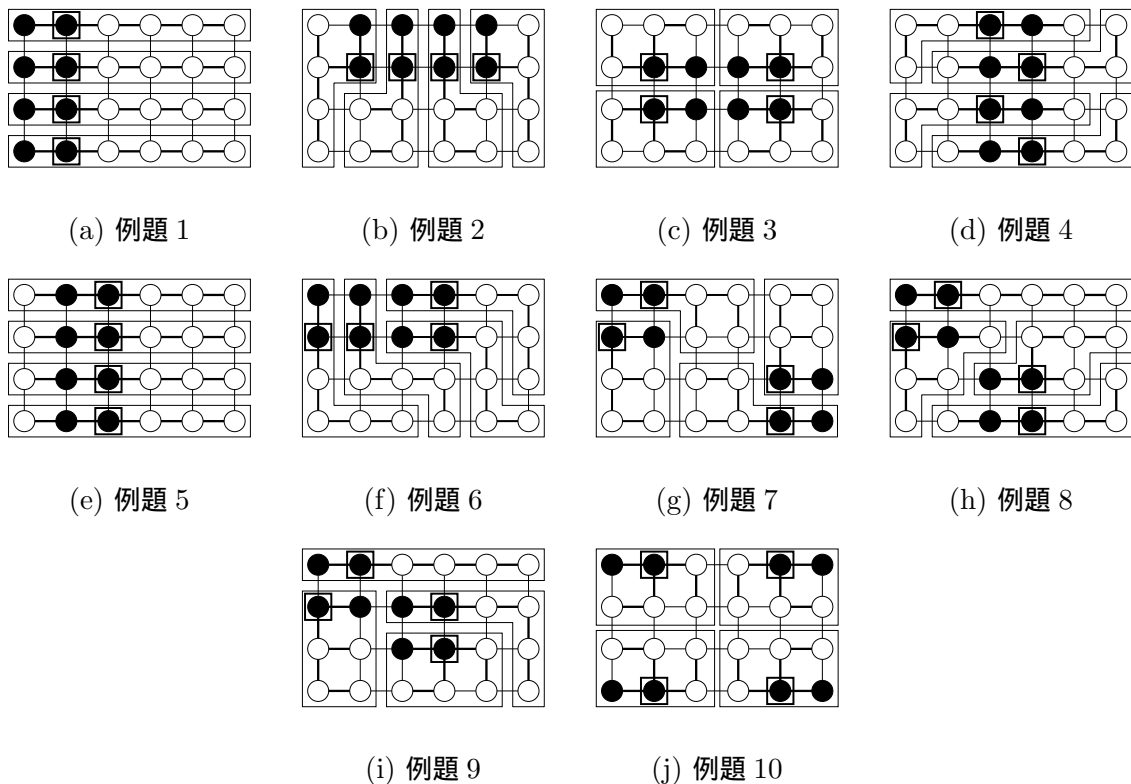 (a) 例題 1
(b) 例題 2
(c) 例題 3
(d) 例題 4
(e) 例題 5
(f) 例題 6
(g) 例題 7
(h) 例題 8
(i) 例題 9
(j) 例題 10